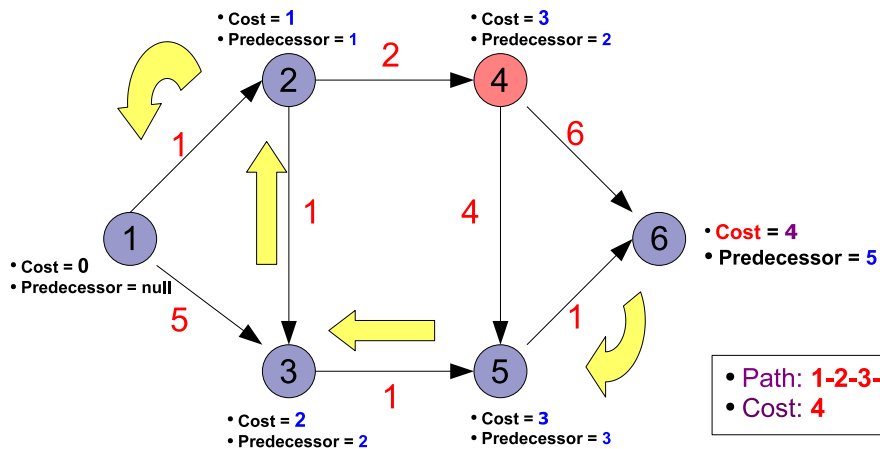 • Cost = 1
• Predecessor = 1
• Cost = 3
• Predecessor = 2
2
2
4
1
6
1
4
1
6
• Cost = 4
• Predecessor = 5
• Cost = 0
• Predecessor = null
5
1
3
1
5
• Path: 1-2-3-
• Cost: 4
• Cost = 2
• Predecessor = 2
• Cost = 3
• Predecessor = 3